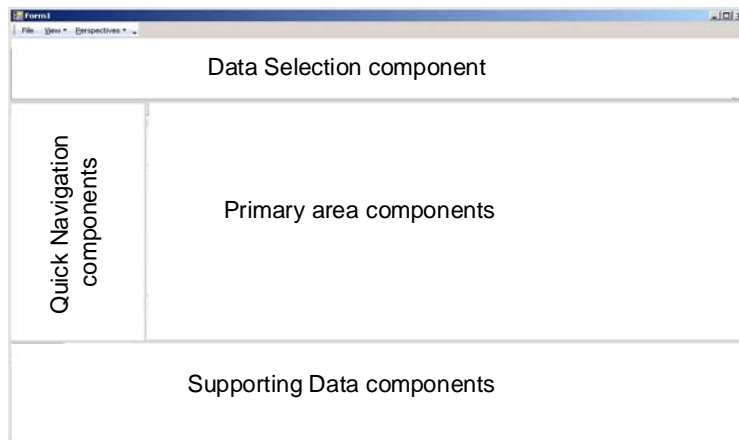 Form1
File View Perspectives
Data Selection component
Quick Navigation
components
Primary area components
Supporting Data components